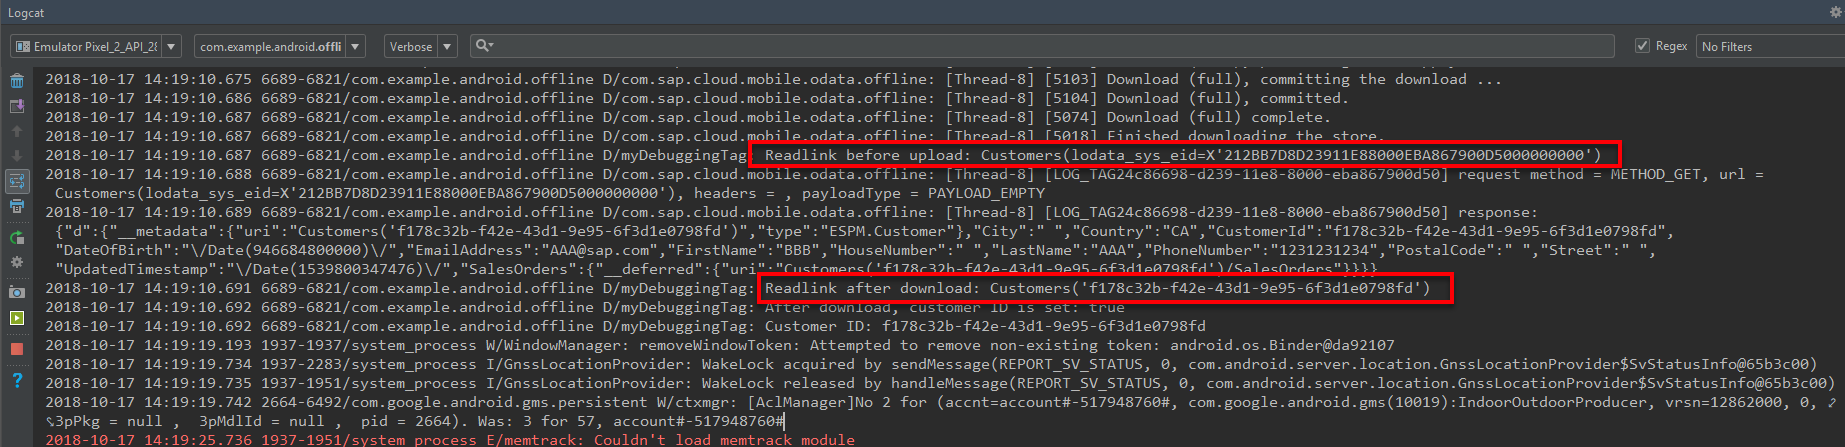 Logcat
Emulator Pixel_2_API_28 com.example.android.offli Verbose Regex No Filters
2018-10-17 14:19:10.675 6689-6821/com.example.android.offline D/com.sap.cloud.mobile.odata.offline: [Thread-8] [5103] Download (full), committing the download ...
2018-10-17 14:19:10.686 6689-6821/com.example.android.offline D/com.sap.cloud.mobile.odata.offline: [Thread-8] [5104] Download (full), committed.
2018-10-17 14:19:10.687 6689-6821/com.example.android.offline D/com.sap.cloud.mobile.odata.offline: [Thread-8] [5074] Download (full) complete.
2018-10-17 14:19:10.687 6689-6821/com.example.android.offline D/com.sap.cloud.mobile.odata.offline: [Thread-8] [5018] Finished downloading the store.
2018-10-17 14:19:10.687 6689-6821/com.example.android.offline D/myDebuggingTag: Readlink before upload: Customers(lodata_sys_eid=X'212BB7D8D23911E88000EBA867900D5000000000')
2018-10-17 14:19:10.688 6689-6821/com.example.android.offline D/com.sap.cloud.mobile.odata.offline: [Thread-8] [LOG_TAG24c86698-d239-11e8-8000-eba867900d50] request method = METHOD_GET, url =
Customers(lodata_sys_eid=X'212BB7D8D23911E88000EBA867900D5000000000'), headers = , payloadType = PAYLOAD_EMPTY
2018-10-17 14:19:10.689 6689-6821/com.example.android.offline D/com.sap.cloud.mobile.odata.offline: [Thread-8] [LOG_TAG24c86698-d239-11e8-8000-eba867900d50] response:
{"d":{"__metadata":{"uri":"Customers('f178c32b-f42e-43d1-9e95-6f3d1e0798fd')","type":"ESPM.Customer"},"City":" ","Country":"CA","CustomerId":"f178c32b-f42e-43d1-9e95-6f3d1e0798fd",
"DateOfBirth":"\/Date(946684800000)\/","EmailAddress":"AAA@sap.com","FirstName":"BBB","HouseNumber":" ","LastName":"AAA","PhoneNumber":"1231231234","PostalCode":" ","Street":" ",
"UpdatedTimestamp":"\/Date(1539800347476)\/","SalesOrders":{"__deferred":{"uri":"Customers('f178c32b-f42e-43d1-9e95-6f3d1e0798fd')/SalesOrders"}}}}
2018-10-17 14:19:10.691 6689-6821/com.example.android.offline D/myDebuggingTag: Readlink after download: Customers('f178c32b-f42e-43d1-9e95-6f3d1e0798fd')
2018-10-17 14:19:10.692 6689-6821/com.example.android.offline D/myDebuggingTag: After download, customer ID is set: true
2018-10-17 14:19:10.692 6689-6821/com.example.android.offline D/myDebuggingTag: Customer ID: f178c32b-f42e-43d1-9e95-6f3d1e0798fd
2018-10-17 14:19:19.193 1937-1937/system_process W/WindowManager: removeWindowToken: Attempted to remove non-existing token: android.os.Binder@da92107
2018-10-17 14:19:19.734 1937-2283/system_process I/GnssLocationProvider: WakeLock acquired by sendMessage(REPORT_SV_STATUS, 0, com.android.server.location.GnssLocationProvider$SvStatusInfo@65b3c00)
2018-10-17 14:19:19.735 1937-1951/system_process I/GnssLocationProvider: WakeLock released by handleMessage(REPORT_SV_STATUS, 0, com.android.server.location.GnssLocationProvider$SvStatusInfo@65b3c00)
2018-10-17 14:19:19.742 2664-6492/com.google.android.gms.persistent W/ctxmgr: [AclManager]No 2 for (accnt=account#-517948760#, com.google.android.gms(10019):IndoorOutdoorProducer, vrsn=12862000, 0,
3pPkg = null , 3pMdlId = null , pid = 2664). Was: 3 for 57, account#-517948760#
2018-10-17 14:19:25.736 1937-1951/system_process E/memtrack: Couldn't load memtrack module